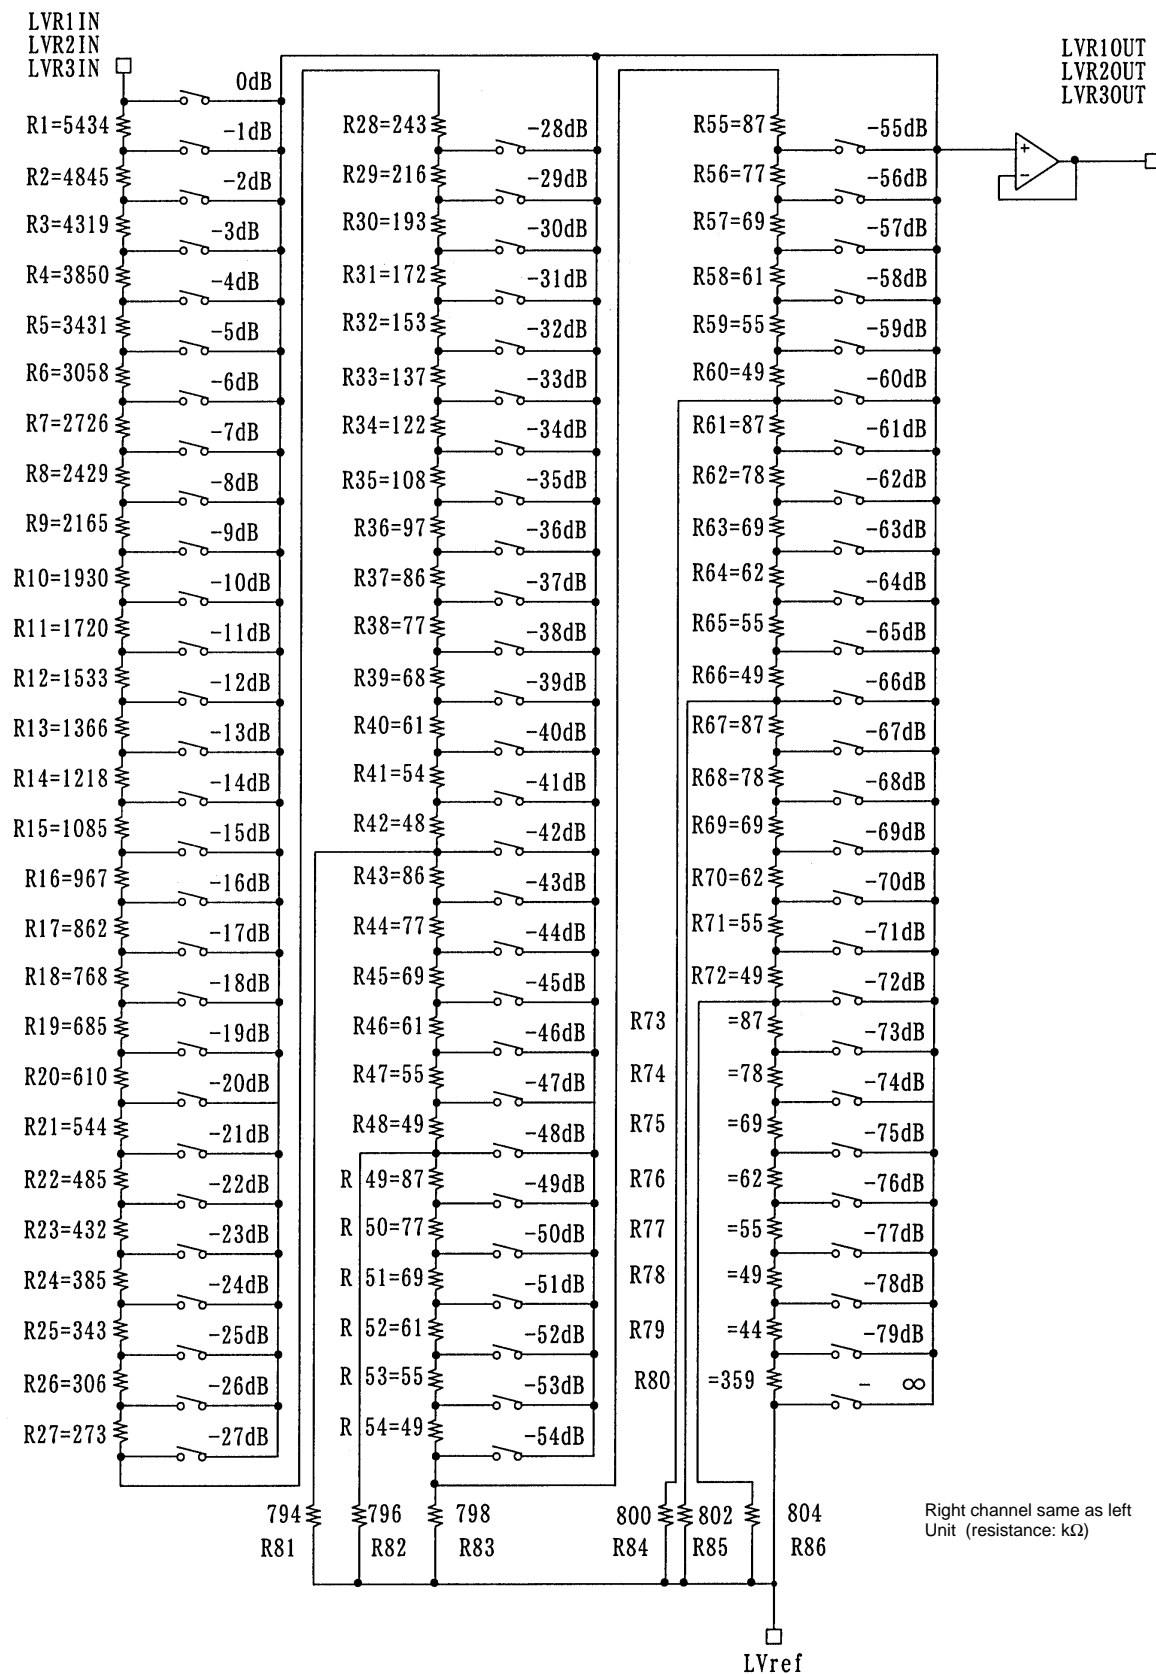 LVR1IN
LVR2IN
LVR3IN
0dB
R1=5434
-1dB
R2=4845
-2dB
R3=4319
-3dB
R4=3850
-4dB
R5=3431
-5dB
R6=3058
-6dB
R7=2726
-7dB
R8=2429
-8dB
R9=2165
-9dB
R10=1930
-10dB
R11=1720
-11dB
R12=1533
-12dB
R13=1366
-13dB
R14=1218
-14dB
R15=1085
-15dB
R16=967
-16dB
R17=862
-17dB
R18=768
-18dB
R19=685
-19dB
R20=610
-20dB
R21=544
-21dB
R22=485
-22dB
R23=432
-23dB
R24=385
-24dB
R25=343
-25dB
R26=306
-26dB
R27=273
-27dB
R28=243
-28dB
R29=216
-29dB
R30=193
-30dB
R31=172
-31dB
R32=153
-32dB
R33=137
-33dB
R34=122
-34dB
R35=108
-35dB
R36=97
-36dB
R37=86
-37dB
R38=77
-38dB
R39=68
-39dB
R40=61
-40dB
R41=54
-41dB
R42=48
-42dB
R43=86
-43dB
R44=77
-44dB
R45=69
-45dB
R46=61
-46dB
R47=55
-47dB
R48=49
-48dB
R 49=87
-49dB
R 50=77
-50dB
R 51=69
-51dB
R 52=61
-52dB
R 53=55
-53dB
R 54=49
-54dB
R55=87
-55dB
R56=77
-56dB
R57=69
-57dB
R58=61
-58dB
R59=55
-59dB
R60=49
-60dB
R61=87
-61dB
R62=78
-62dB
R63=69
-63dB
R64=62
-64dB
R65=55
-65dB
R66=49
-66dB
R67=87
-67dB
R68=78
-68dB
R69=69
-69dB
R70=62
-70dB
R71=55
-71dB
R72=49
-72dB
R73 =87
-73dB
R74 =78
-74dB
R75 =69
-75dB
R76 =62
-76dB
R77 =55
-77dB
R78 =49
-78dB
R79 =44
-79dB
R80 =359
- ∞
794
R81
796
R82
798
R83
800
R84
802
R85
804
R86
LVref
+
-
LVR1OUT
LVR2OUT
LVR3OUT
Right channel same as left
Unit (resistance: kΩ)